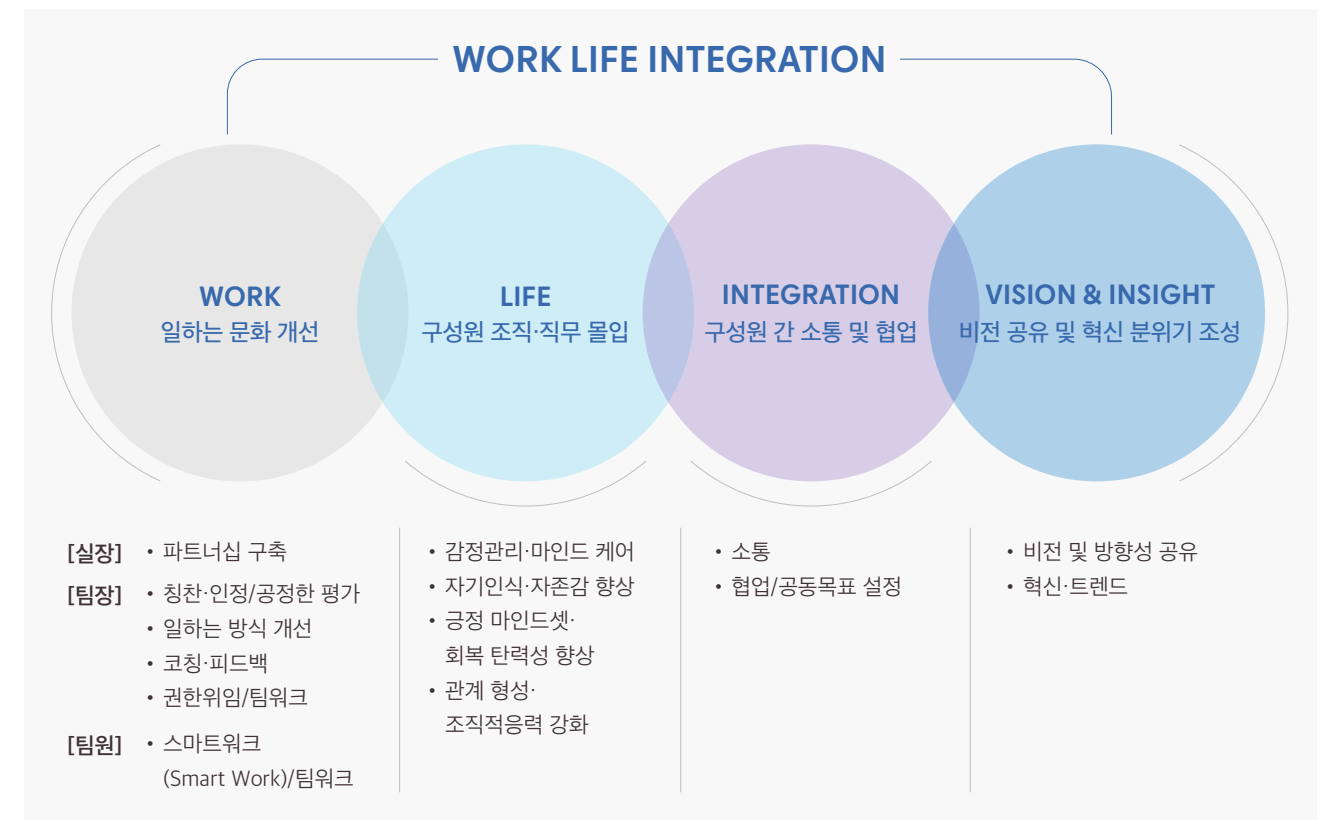 WORK LIFE INTEGRATION
WORK
일하는 문화 개선
LIFE
구성원 조직·직무 몰입
INTEGRATION
구성원 간 소통 및 협업
VISION & INSIGHT
비전 공유 및 혁신 분위기 조성
[실장] • 파트너십 구축
[팀장] • 칭찬·인정/공정한 평가
• 일하는 방식 개선
• 코칭·피드백
• 권한위임/팀워크
[팀원] • 스마트워크
(Smart Work)/팀워크
• 감정관리·마인드 케어
• 자기인식·자존감 향상
• 긍정 마인드셋·
회복 탄력성 향상
• 관계 형성·
조직적응력 강화
• 소통
• 협업/공동목표 설정
• 비전 및 방향성 공유
• 혁신·트렌드